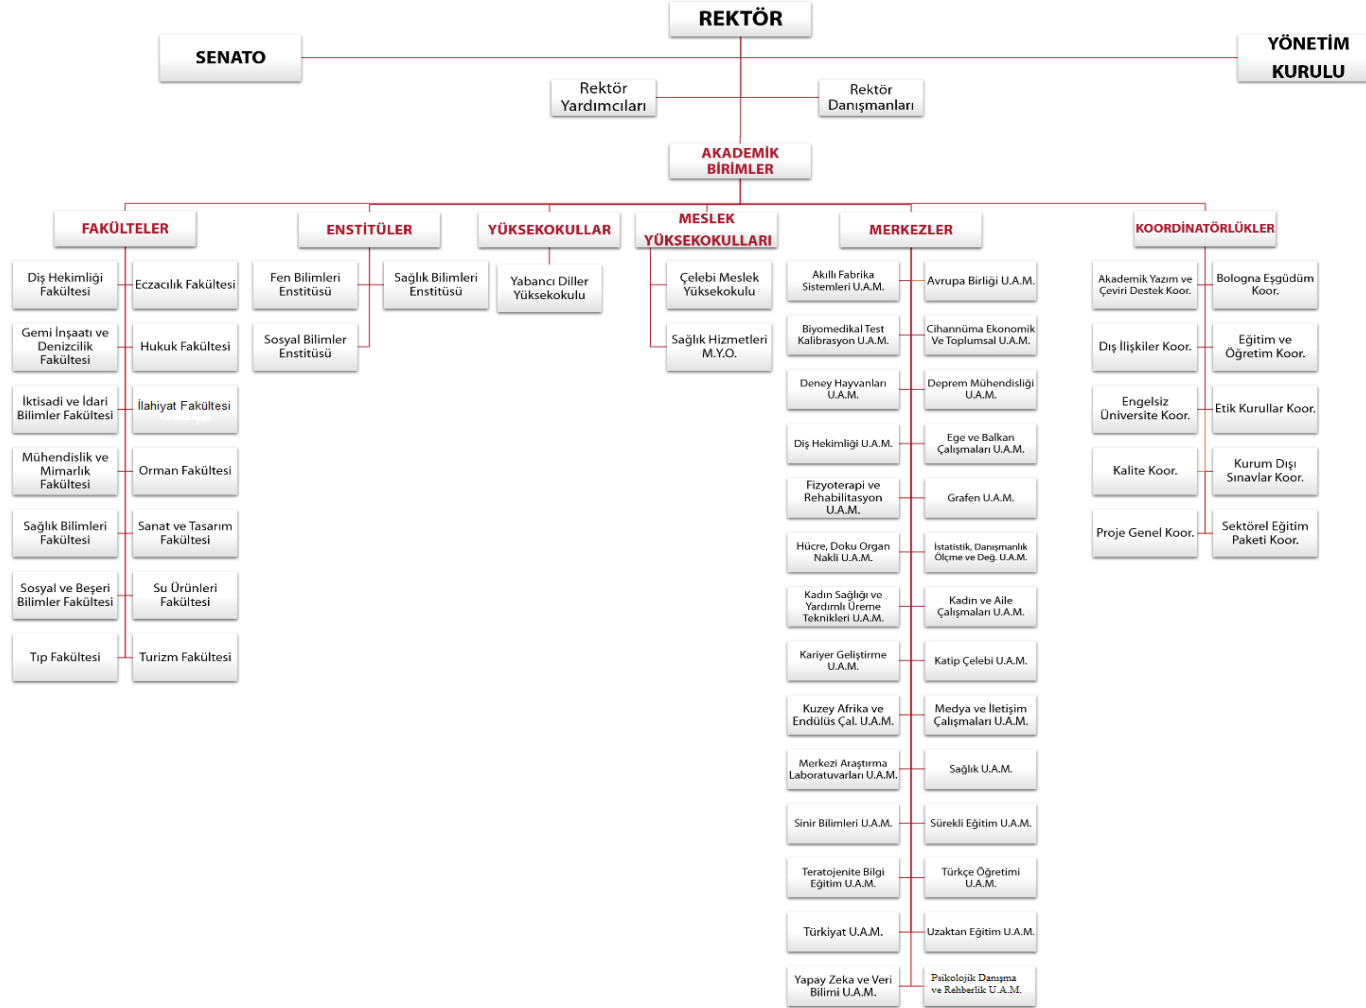 REKTÖR
SENATO
YÖNETİM
KURULU
Rektör
Yardımcıları
Rektör
Danışmanları
AKADEMİK
BİRİMLER
FAKÜLTELER
Diş Hekimliği
Fakültesi
Eczacılık Fakültesi
Gemi İnşaatı ve
Denizcilik
Fakültesi
Hukuk Fakültesi
İktisadi ve İdari
Bilimler Fakültesi
İlahiyat Fakültesi
Mühendislik ve
Mimarlık
Fakültesi
Orman Fakültesi
Sağlık Bilimleri
Fakültesi
Sanat ve Tasarım
Fakültesi
Sosyal ve Beşeri
Bilimler Fakültesi
Su Ürünleri
Fakültesi
Tıp Fakültesi
Turizm Fakültesi
ENSTİTÜLER
Fen Bilimleri
Enstitüsü
Sağlık Bilimleri
Enstitüsü
Sosyal Bilimler
Enstitüsü
YÜKSEKOKULLAR
Yabancı Diller
Yüksekokulu
MESLEK
YÜKSEKOKULLARI
Çelebi Meslek
Yüksekokulu
Sağlık Hizmetleri
M.Y.O.
MERKEZLER
Akıllı Fabrika
Sistemleri U.A.M.
Avrupa Birliği U.A.M.
Biyomedikal Test
Kalibrasyon U.A.M.
Cihannüma Ekonomik
Ve Toplumsal U.A.M.
Deney Hayvanları
U.A.M.
Deprem Mühendisliği
U.A.M.
Diş Hekimliği U.A.M.
Ege ve Balkan
Çalışmaları U.A.M.
Fizyoterapi ve
Rehabilitasyon
U.A.M.
Grafen U.A.M.
Hücre, Doku Organ
Nakli U.A.M.
İstatistik, Danışmanlık
Ölçme ve Değ. U.A.M.
Kadın Sağlığı ve
Yardımlı Üreme
Teknikleri U.A.M.
Kadın ve Aile
Çalışmaları U.A.M.
Kariyer Geliştirme
U.A.M.
Katip Çelebi U.A.M.
Kuzey Afrika ve
Endülüs Çal. U.A.M.
Medya ve İletişim
Çalışmaları U.A.M.
Merkezi Araştırma
Laboratuvarları U.A.M.
Sağlık U.A.M.
Sinir Bilimleri U.A.M.
Sürekli Eğitim U.A.M.
Teratojenite Bilgi
Eğitim U.A.M.
Türkçe Öğretimi
U.A.M.
Türkiyat U.A.M.
Uzaktan Eğitim U.A.M.
Yapay Zeka ve Veri
Bilimi U.A.M.
Psikolojik Danışma
ve Rehberlik U.A.M.
KOORDİNATÖRLÜKLER
Akademik Yazım ve
Çeviri Destek Koor.
Bologna Eşgüdüm
Koor.
Dış İlişkiler Koor.
Eğitim ve
Öğretim Koor.
Engelsiz
Üniversite Koor.
Etik Kurullar Koor.
Kalite Koor.
Kurum Dışı
Sınavlar Koor.
Proje Genel Koor.
Sektörel Eğitim
Paketi Koor.